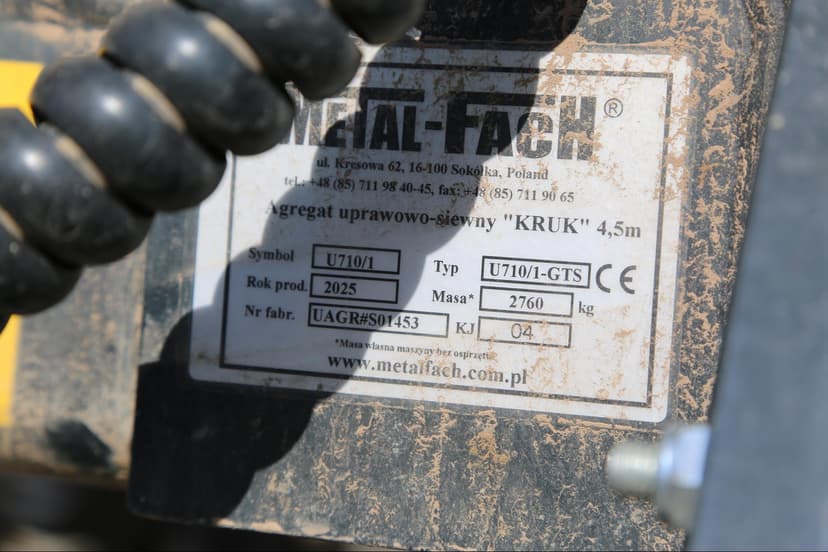 METAL-FACH®
ul. Kresowa 62, 16-100 Sokółka, Poland
tel.: +48 (85) 711 98 40-45, fax: +48 (85) 711 90 65
Agregat uprawowo-siewny "KRUK" 4,5m
Symbol U710/1 Typ U710/1-GTS CE
Rok prod. 2025 Masa* 2760 kg
Nr fabr. UAGR#S01453 KJ 04
*Masa własna maszyny bez osprzętu
www.metalfach.com.pl